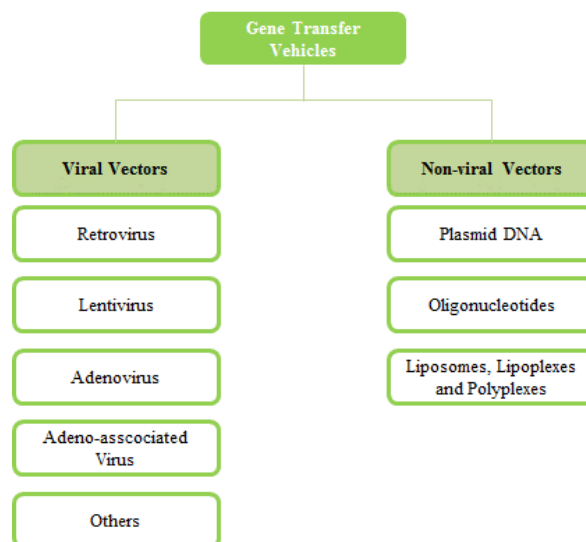 Gene Transfer
Vehicles
Viral Vectors
Retrovirus
Lentivirus
Adenovirus
Adeno-asscociated
Virus
Others
Non-viral Vectors
Plasmid DNA
Oligonucleotides
Liposomes, Lipoplexes
and Polyplexes